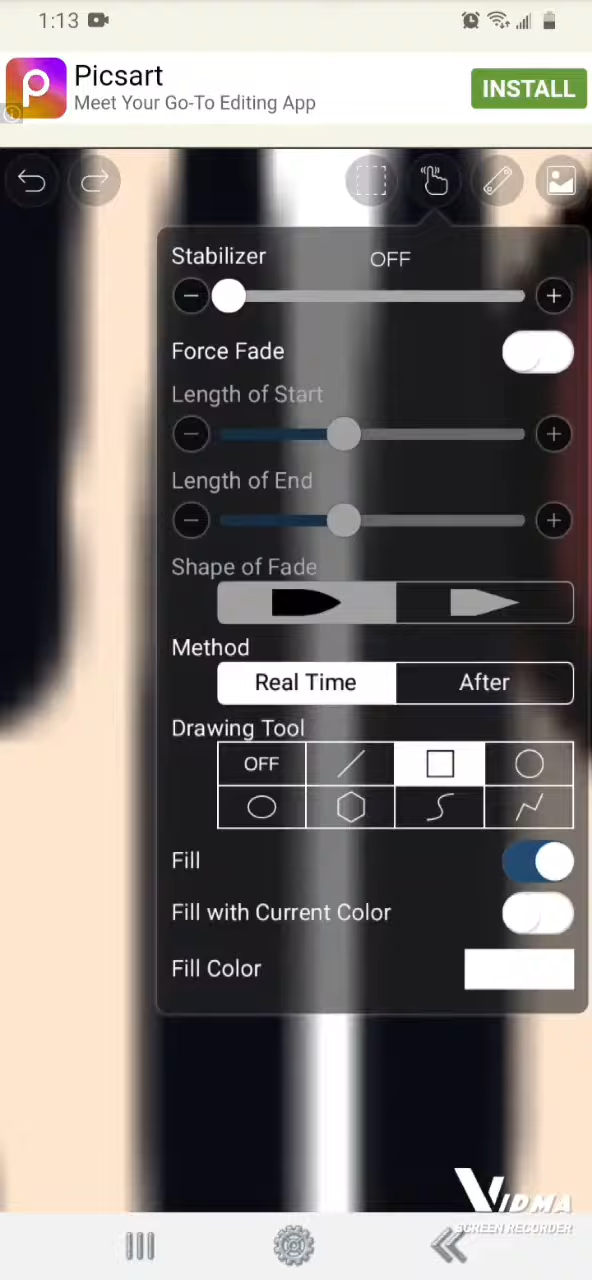 1:13
Picsart
Meet Your Go-To Editing App
INSTALL
Stabilizer OFF
Force Fade
Length of Start
Length of End
Shape of Fade
Method
Real Time After
Drawing Tool
OFF
Fill
Fill with Current Color
Fill Color
VIDMA
SCREEN RECORDER